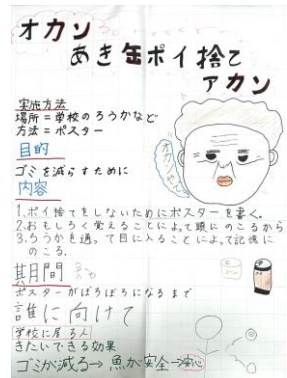 オカン
あき缶ポイ捨て
アカン
実施方法
場所=学校のろうかなど
方法=ポスター
目的
ゴミを減らすために
内容
オカンやん
1.ポイ捨てをしないためにポスターを書く。
2.おもしろく覚えることによって頭にのこるから
3.ろうかを通って目に入ることによって記憶に
のこる.
期間
ポスターがぼろぼろになるまで
誰に向けて
学校に居る人
きたいできる効果
ゴミが減る→魚が安全→安心